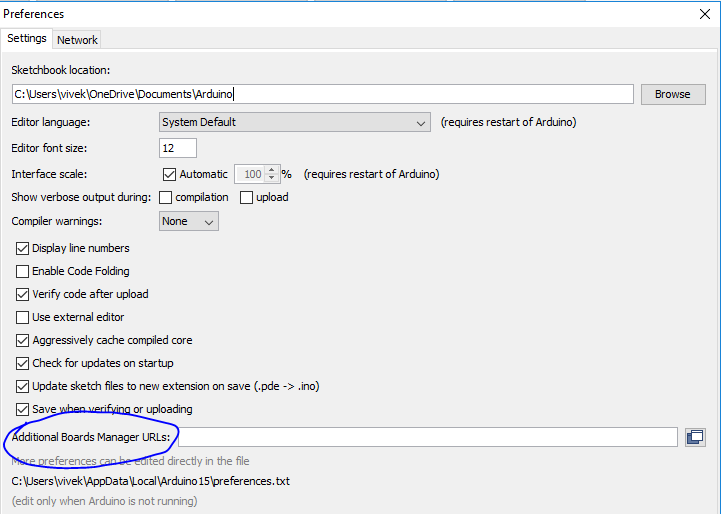 Preferences
Settings Network
Sketchbook location:
C:\Users\vivek\OneDrive\Documents\Arduino Browse
Editor language: System Default (requires restart of Arduino)
Editor font size: 12
Interface scale: Automatic 100 % (requires restart of Arduino)
Show verbose output during: compilation upload
Compiler warnings: None
Display line numbers
Enable Code Folding
Verify code after upload
Use external editor
Aggressively cache compiled core
Check for updates on startup
Update sketch files to new extension on save (.pde -> .ino)
Save when verifying or uploading
Additional Boards Manager URLs:
More preferences can be edited directly in the file
C:\Users\vivek\AppData\Local\Arduino15\preferences.txt
(edit only when Arduino is not running)